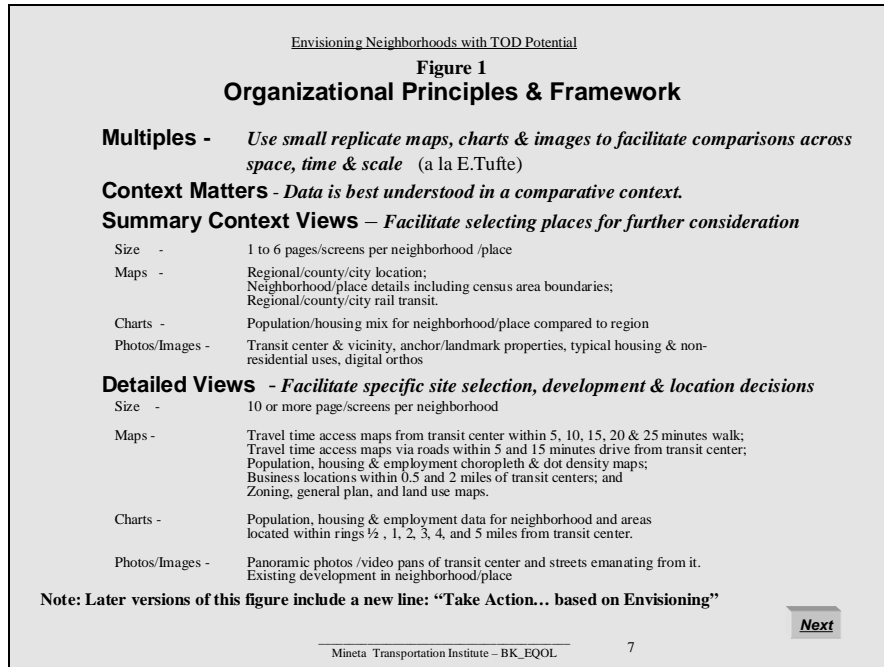 Envisioning Neighborhoods with TOD Potential
Figure 1
Organizational Principles & Framework
Multiples - Use small replicate maps, charts & images to facilitate comparisons across
space, time & scale (a la E.Tufte)
Context Matters - Data is best understood in a comparative context.
Summary Context Views – Facilitate selecting places for further consideration
Size - 1 to 6 pages/screens per neighborhood /place
Maps - Regional/county/city location;
Neighborhood/place details including census area boundaries;
Regional/county/city rail transit.
Charts - Population/housing mix for neighborhood/place compared to region
Photos/Images - Transit center & vicinity, anchor/landmark properties, typical housing & non-
residential uses, digital orthos
Detailed Views - Facilitate specific site selection, development & location decisions
Size - 10 or more page/screens per neighborhood
Maps - Travel time access maps from transit center within 5, 10, 15, 20 & 25 minutes walk;
Travel time access maps via roads within 5 and 15 minutes drive from transit center;
Population, housing & employment choropleth & dot density maps;
Business locations within 0.5 and 2 miles of transit centers; and
Zoning, general plan, and land use maps.
Charts - Population, housing & employment data for neighborhood and areas
located within rings ½ , 1, 2, 3, 4, and 5 miles from transit center.
Photos/Images - Panoramic photos /video pans of transit center and streets emanating from it.
Existing development in neighborhood/place
Note: Later versions of this figure include a new line: “Take Action… based on Envisioning”
Next
Mineta Transportation Institute – BK_EQOL 7